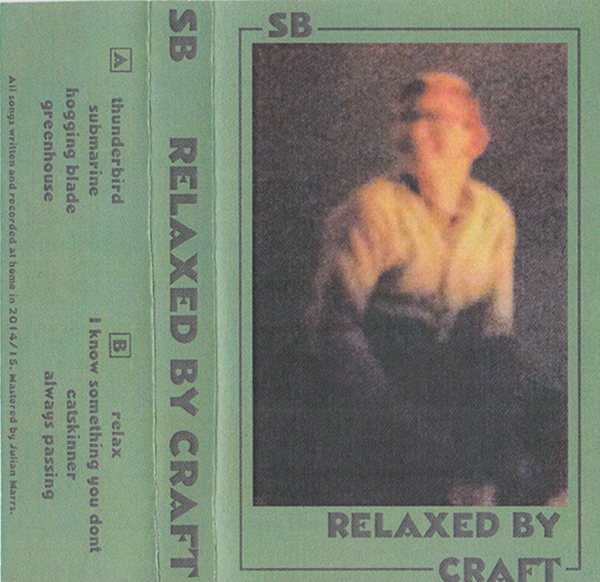 SB
RELAXED BY
CRAFT
SB RELAXED BY CRAFT
A
thunderbird
submarine
hogging blade
greenhouse
B
relax
i know something you dont
catskinner
always passing
All songs written and recorded at home in 2014/15. Mastered by Julian Marrs.